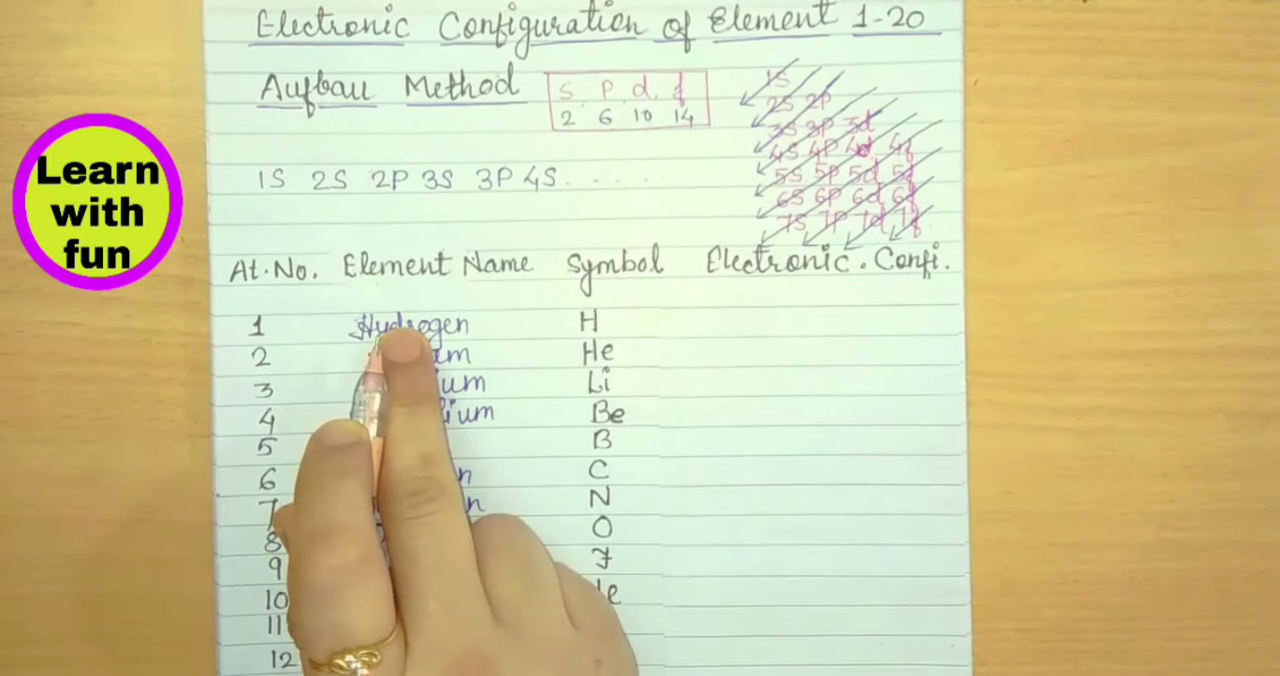 Electronic Configuration of Element 1-20
Aufbau Method
S P d f
2 6 10 14
1S
2S 2P
3S 3P 3d
4S 4P 4d 4f
5S 5P 5d 5f
6S 6P 6d 6f
7S 7P 7d 7f
Learn
with
fun
1S 2S 2P 3S 3P 4S. . . . . .
At. No. Element Name Symbol Electronic . Confi.
1 Hydrogen H
2 He
3 Li
4 Be
5 B
6 C
7 N
8 O
9 F
10
11
12